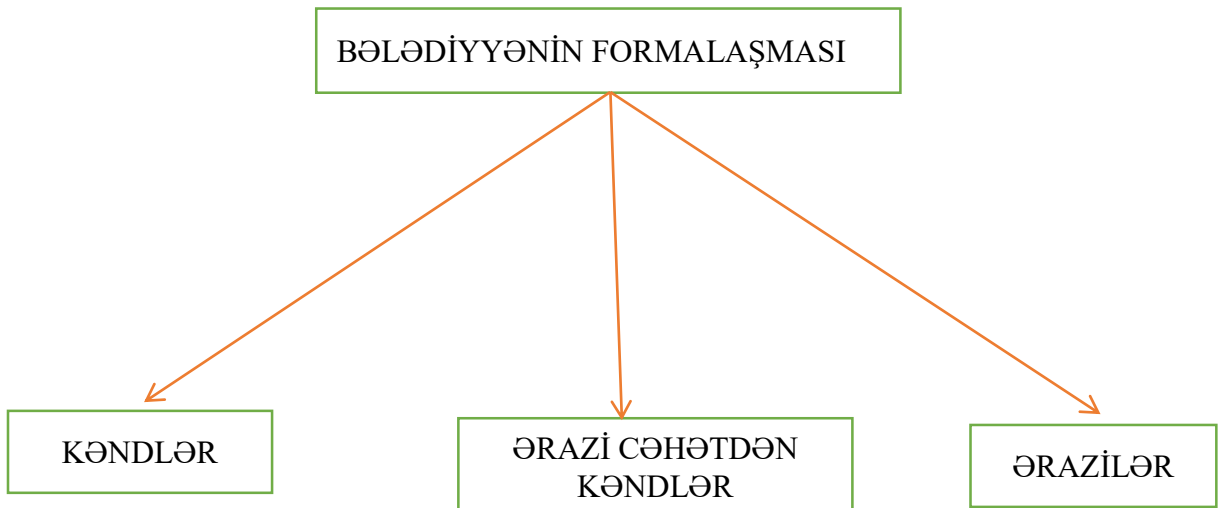 BƏLƏDİYYƏNİN FORMALAŞMASI
KƏNDLƏR
ƏRAZİ CƏHƏTDƏN
KƏNDLƏR
ƏRAZİLƏR